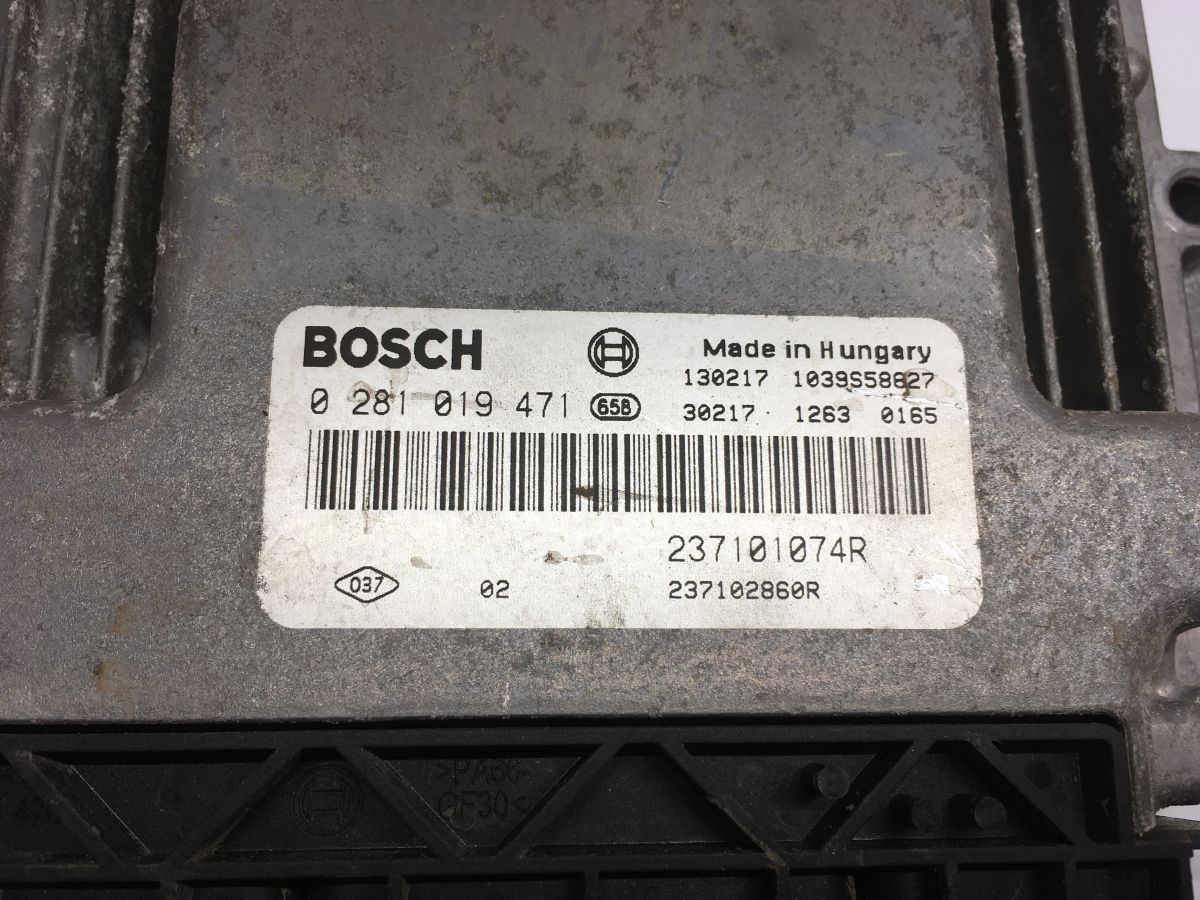 BOSCH
Made in Hungary
130217 1039S58827
0 281 019 471 658
30217 1263 0165
237101074R
037 02 237102860R
>PA66-
GF30<